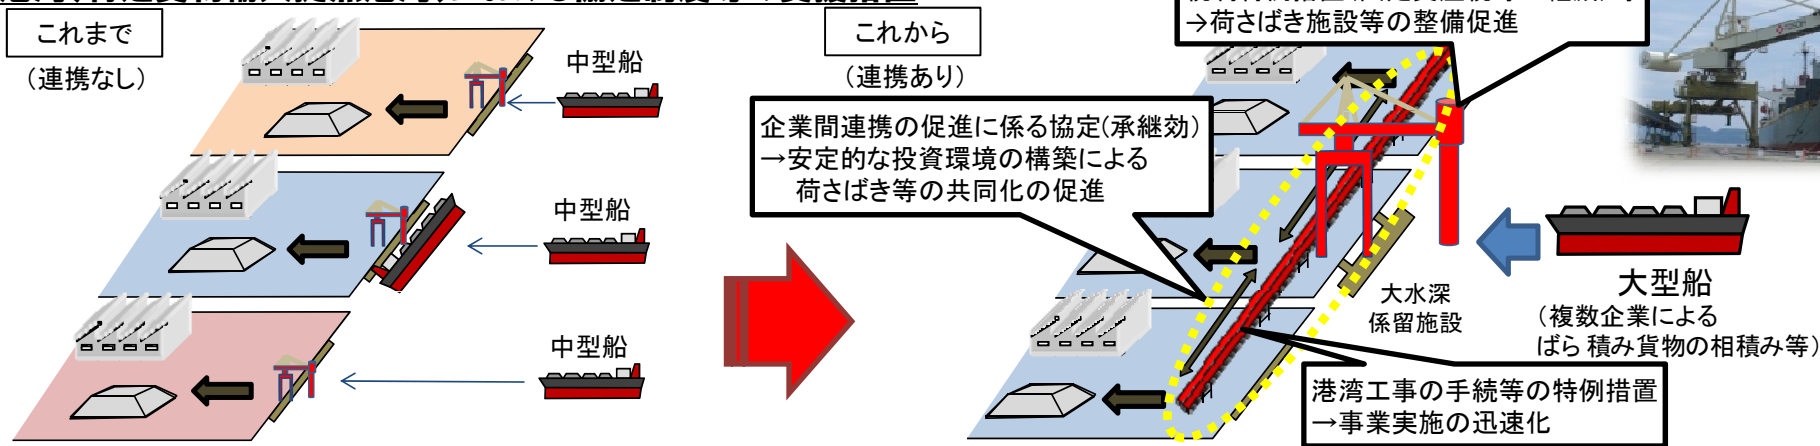 これまで
(連携なし)
中型船
中型船
中型船
これから
(連携あり)
→荷さばき施設等の整備促進
企業間連携の促進に係る協定(承継効)
→安定的な投資環境の構築による
荷さばき等の共同化の促進
大水深
係留施設
大型船
(複数企業による
ばら積み貨物の相積み等)
港湾工事の手続等の特例措置
→事業実施の迅速化